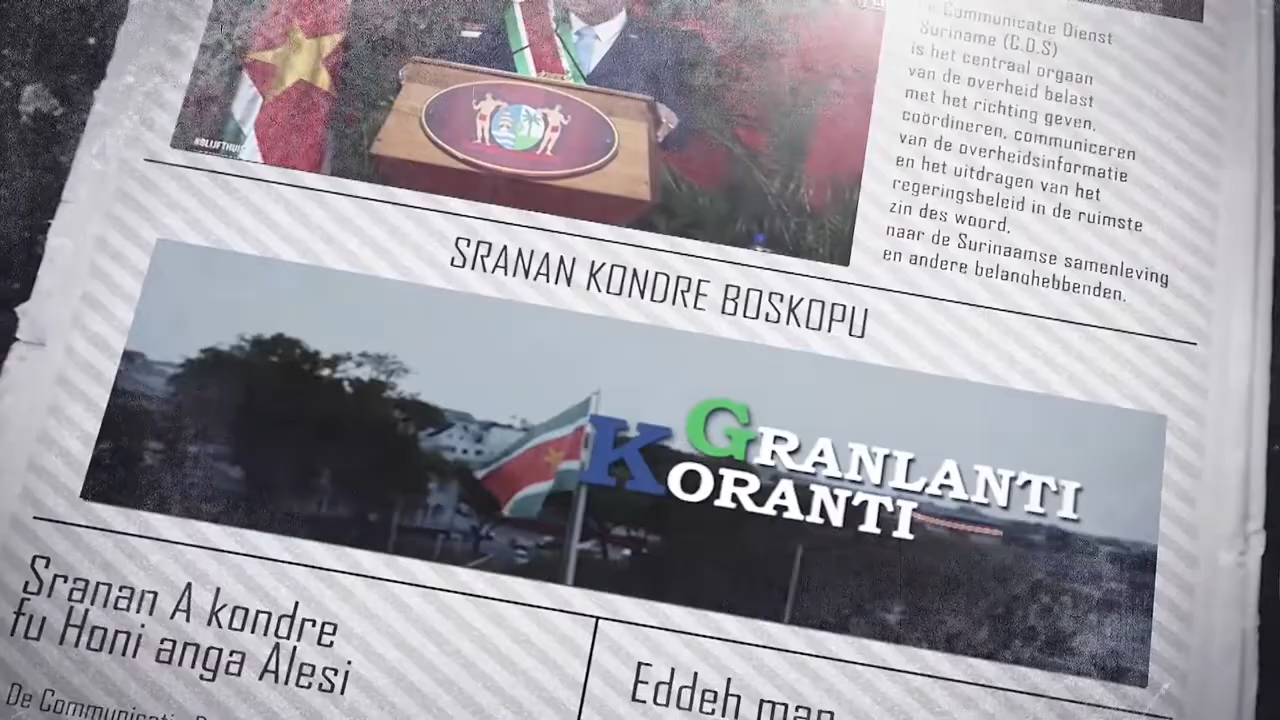 Communicatie Dienst
Suriname (C.D.S)
is het centraal orgaan
van de overheid belast
met het richting geven,
coördineren, communiceren
van de overheidsinformatie
en het uitdragen van het
regeringsbeleid in de ruimste
zin des woord,
naar de Surinaamse samenleving
en andere belanghebbenden.
SRANAN KONDRE BOSKOPU
GRANLANTI
KORANTI
Sranan A kondre
fu Honi anga Alesi
De
Eddeh man